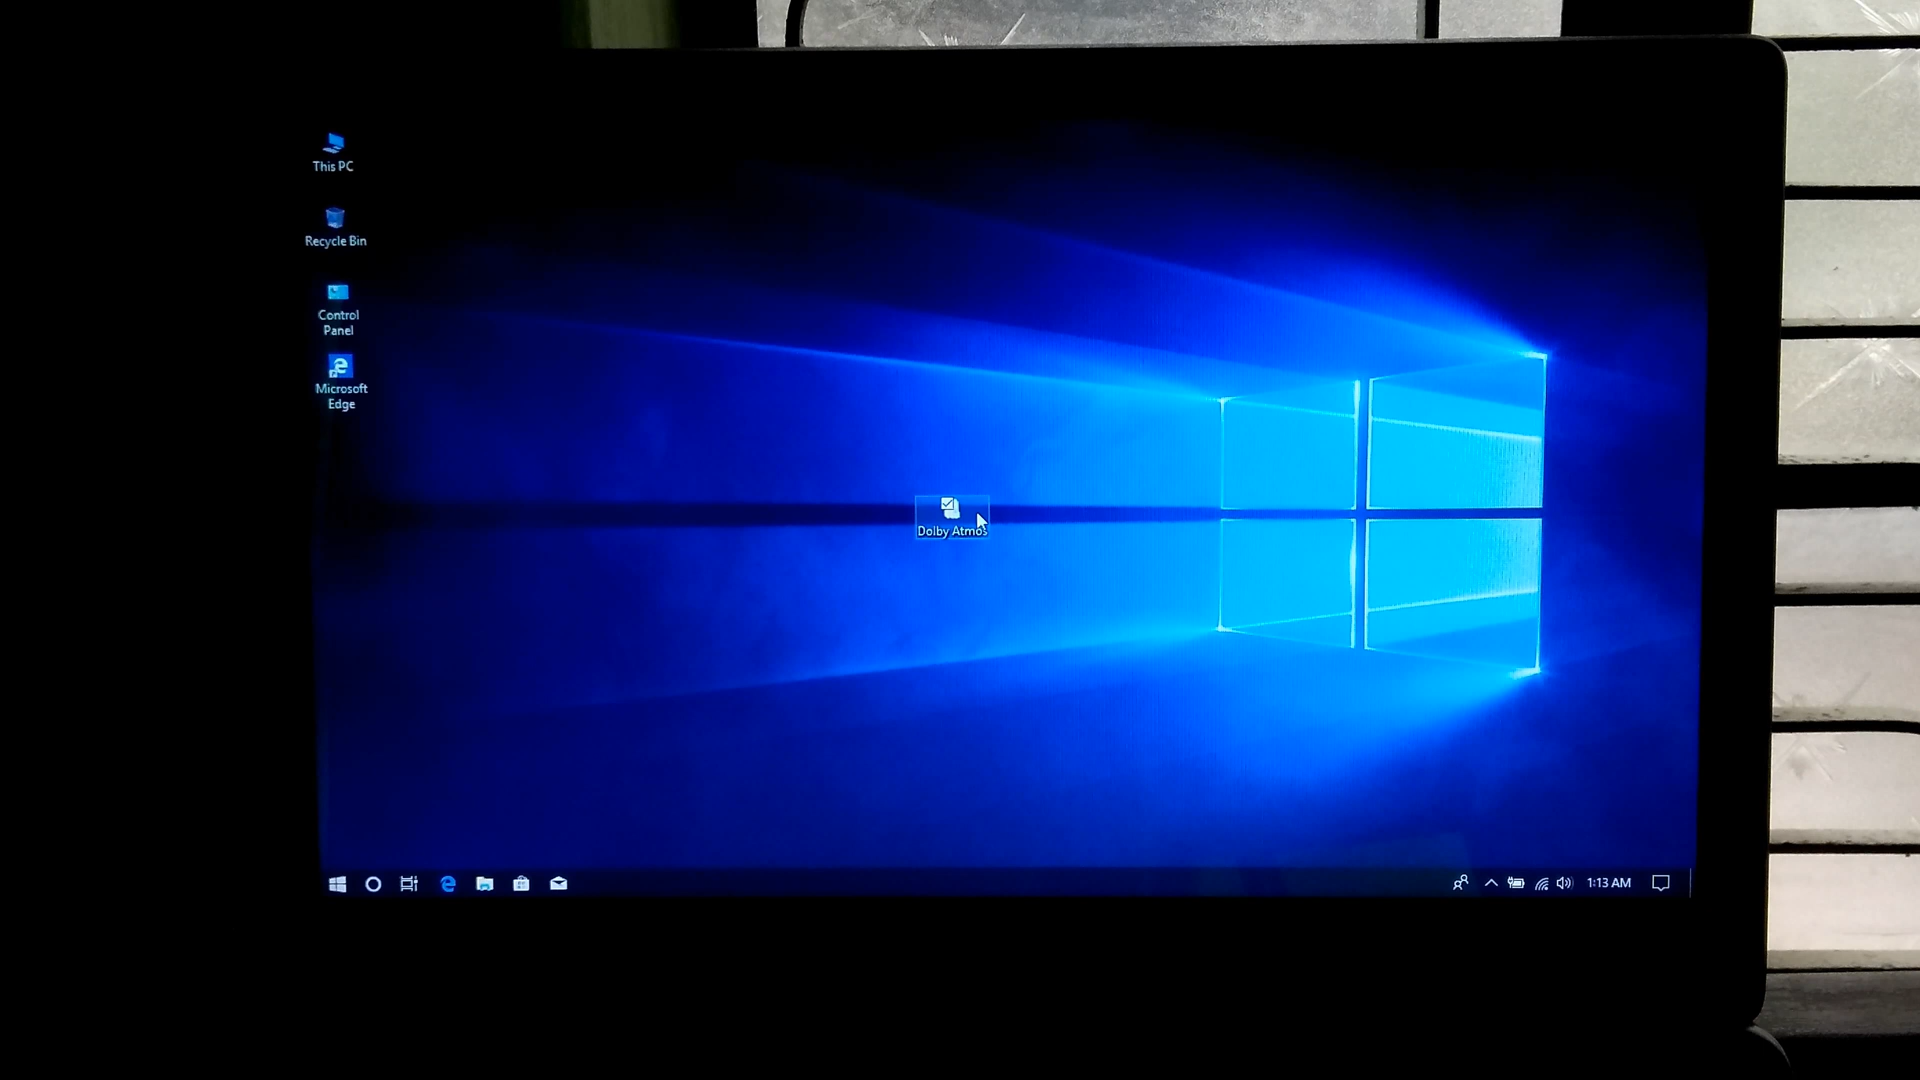 This PC
Recycle Bin
Control
Panel
Microsoft
Edge
Dolby Atmos
1:13 AM